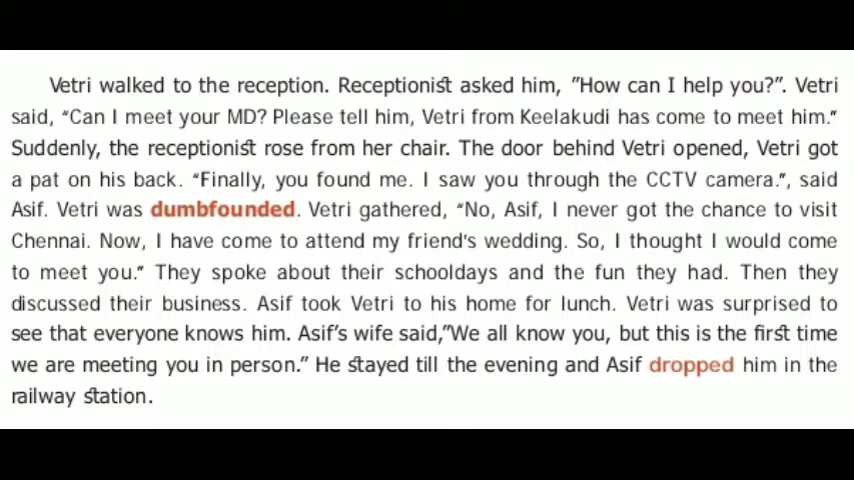 Vetri walked to the reception. Receptionist asked him, "How can I help you?". Vetri
said, "Can I meet your MD? Please tell him, Vetri from Keelakudi has come to meet him."
Suddenly, the receptionist rose from her chair. The door behind Vetri opened, Vetri got
a pat on his back. "Finally, you found me. I saw you through the CCTV camera.", said
Asif. Vetri was dumbfounded. Vetri gathered, "No, Asif, I never got the chance to visit
Chennai. Now, I have come to attend my friend's wedding. So, I thought I would come
to meet you." They spoke about their schooldays and the fun they had. Then they
discussed their business. Asif took Vetri to his home for lunch. Vetri was surprised to
see that everyone knows him. Asif's wife said,"We all know you, but this is the first time
we are meeting you in person." He stayed till the evening and Asif dropped him in the
railway station.